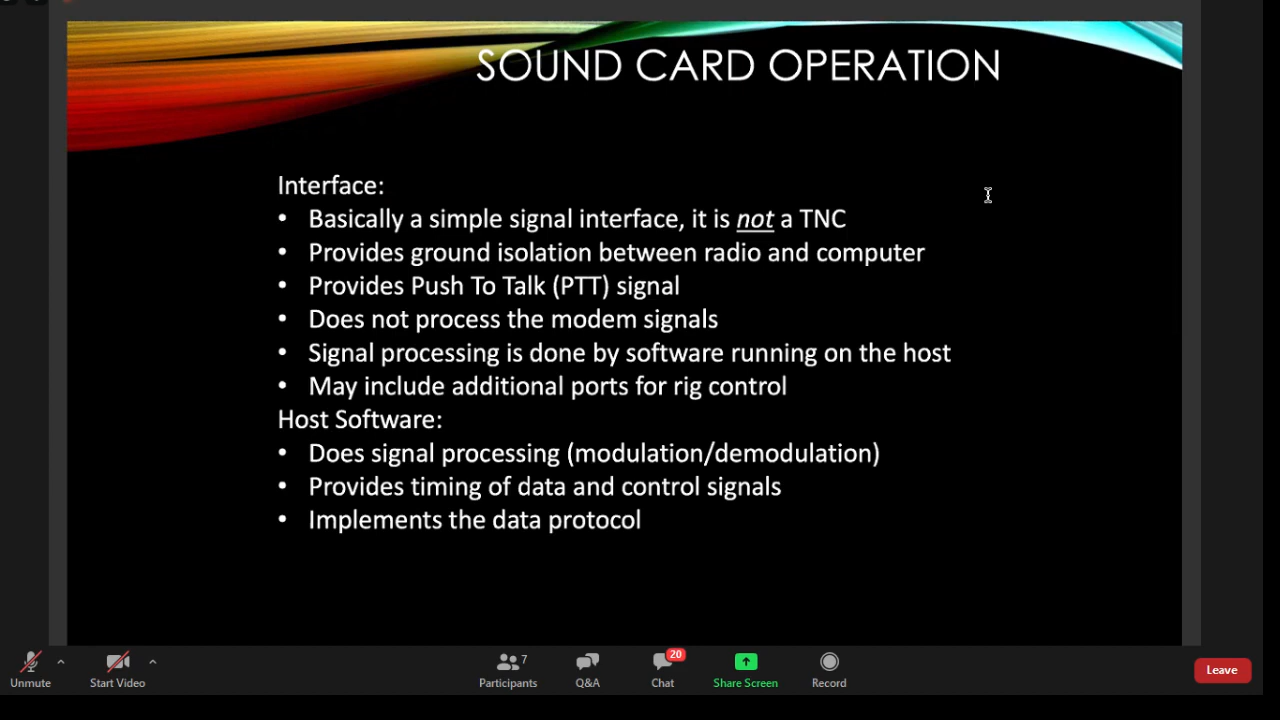 SOUND CARD OPERATION
Interface:
• Basically a simple signal interface, it is not a TNC
• Provides ground isolation between radio and computer
• Provides Push To Talk (PTT) signal
• Does not process the modem signals
• Signal processing is done by software running on the host
• May include additional ports for rig control
Host Software:
• Does signal processing (modulation/demodulation)
• Provides timing of data and control signals
• Implements the data protocol
7
20
Unmute
Start Video
Participants
Q&A
Chat
Share Screen
Record
Leave